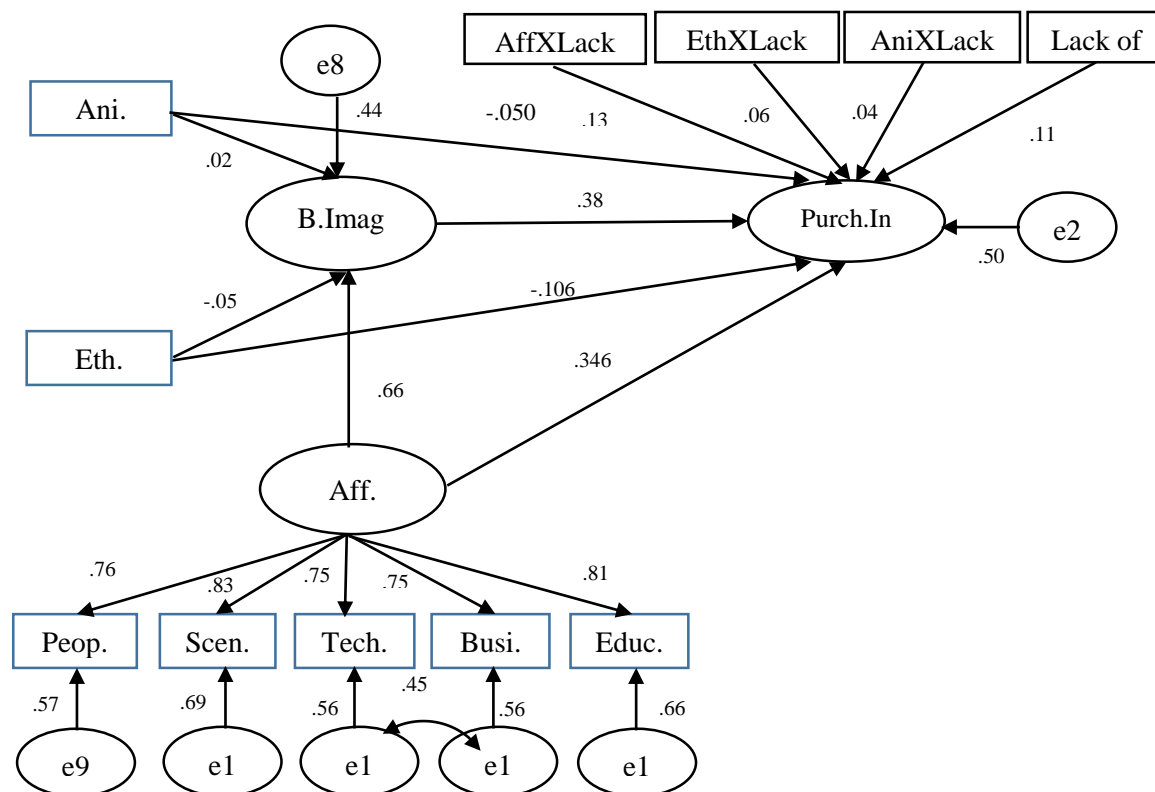 AffXLack EthXLack AniXLack Lack of
e8
Ani. .44 -.050 .13 .06 .04 .11
.02
B.Imag .38 Purch.In e2
.50
-.05 -.106
Eth. .346
.66
Aff.
.76 .83 .75 .75 .81
Peop. Scen. Tech. Busi. Educ.
.57 .69 .56 .45 .56 .66
e9 e1 e1 e1 e1